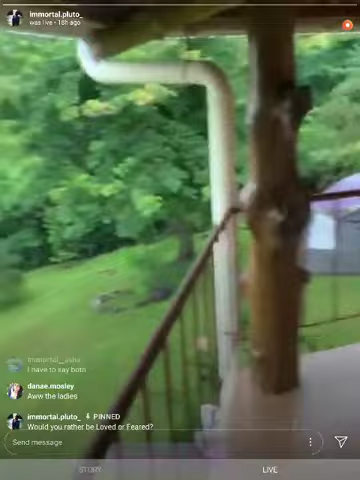 immortal.pluto_
was live • 18h ago
immortal__asha
I have to say both
danae.mosley
Aww the ladies
immortal.pluto_ PINNED
Would you rather be Loved or Feared?
Send message
STORY
LIVE